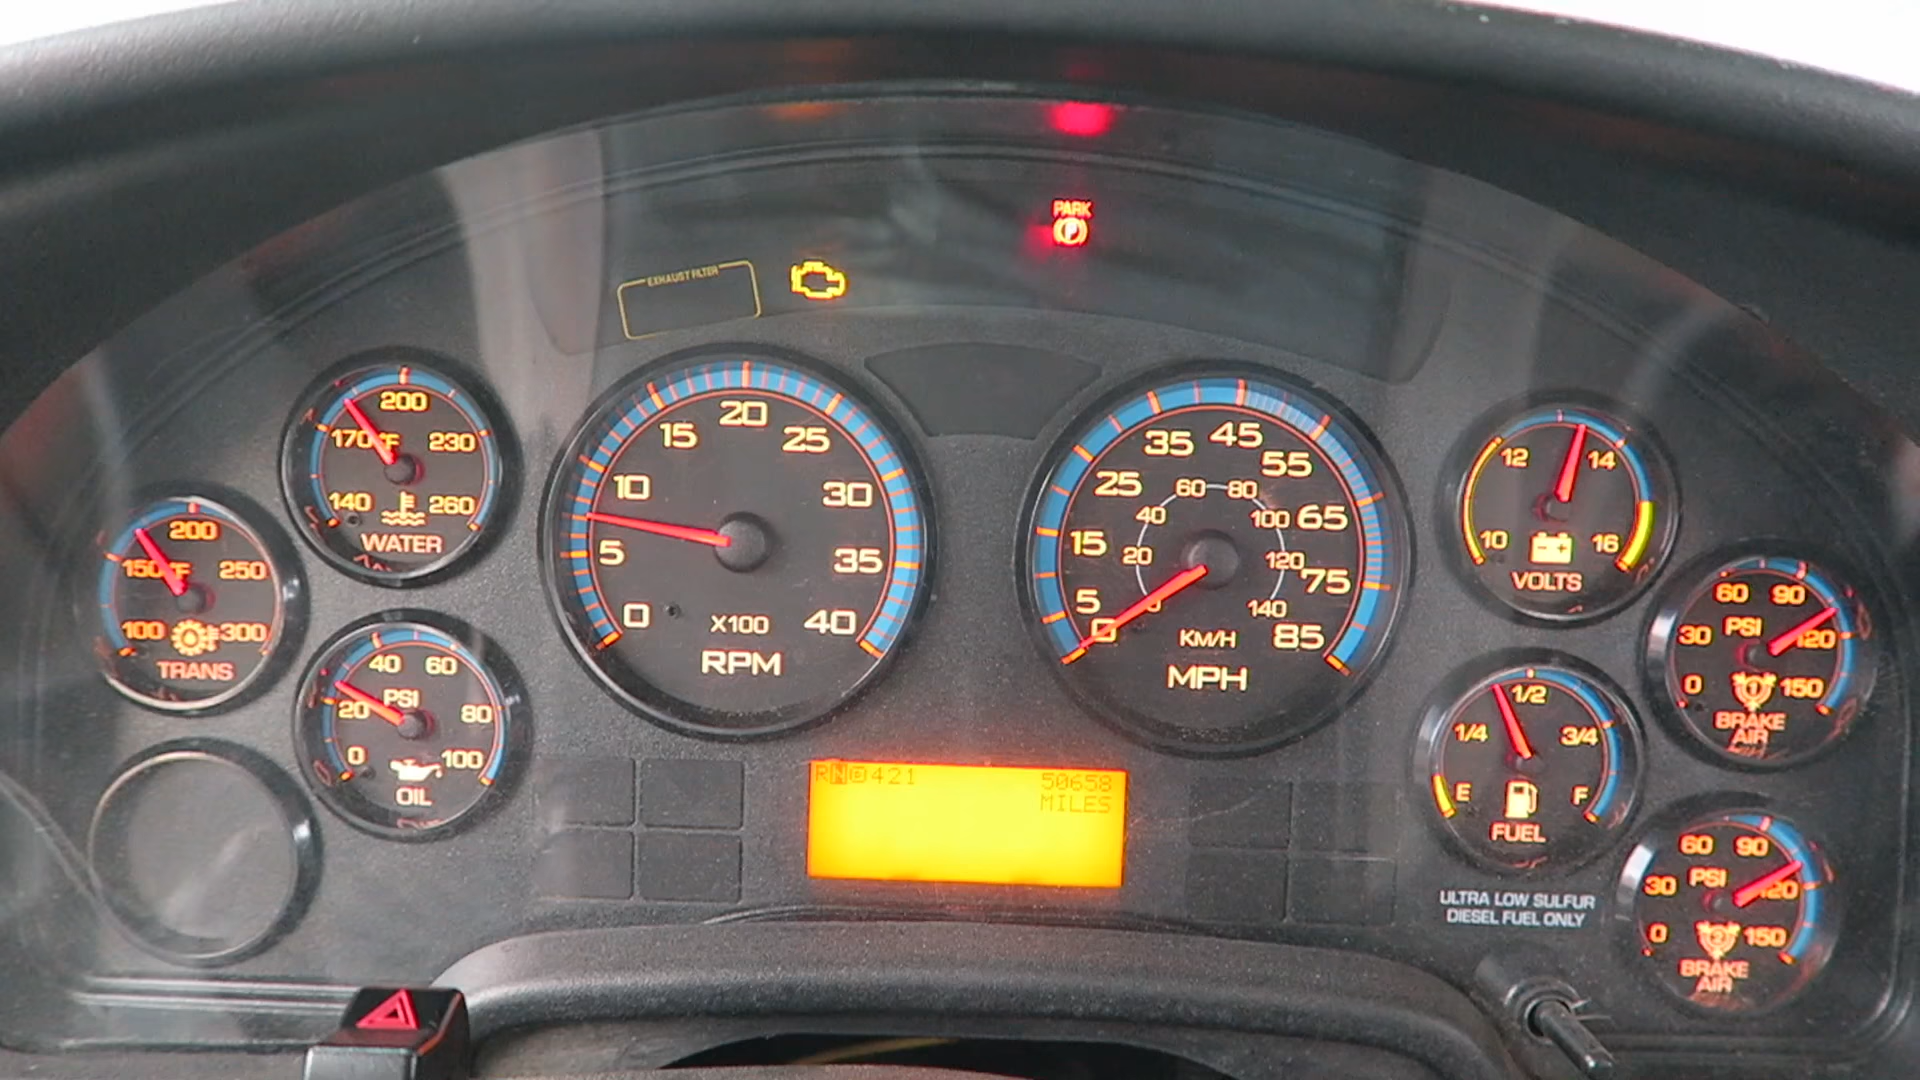 PARK
P
EXHAUST FILTER
200
170 °F 230
140 260
WATER
200
150 °F 250
100 300
TRANS
40 60
PSI
20 80
0 100
OIL
20
15 25
10 30
5 35
0 40
X100
RPM
45
35 55
25 65
15 75
5 85
0
60 80
40 100
20 120
0 140
KM/H
MPH
12 14
10 16
VOLTS
60 90
PSI
30 120
0 150
1
BRAKE
AIR
1/2
1/4 3/4
E F
FUEL
ULTRA LOW SULFUR
DIESEL FUEL ONLY
60 90
PSI
30 120
0 150
2
BRAKE
AIR
RND421 50658
MILES